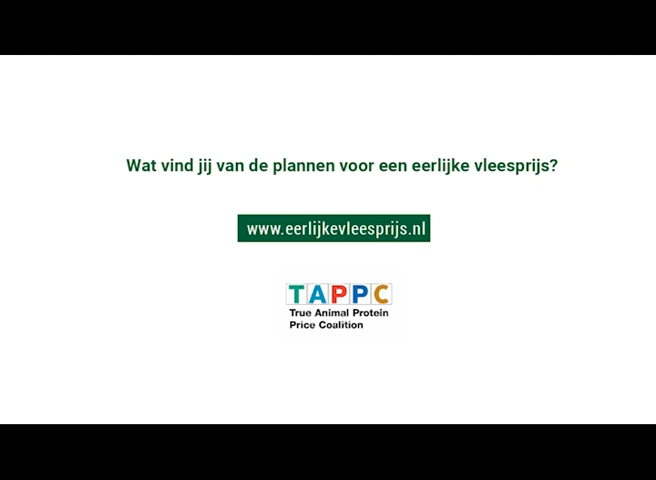 Wat vind jij van de plannen voor een eerlijke vleesprijs?
www.eerlijkevleesprijs.nl
TAPPC
True Animal Protein
Price Coalition